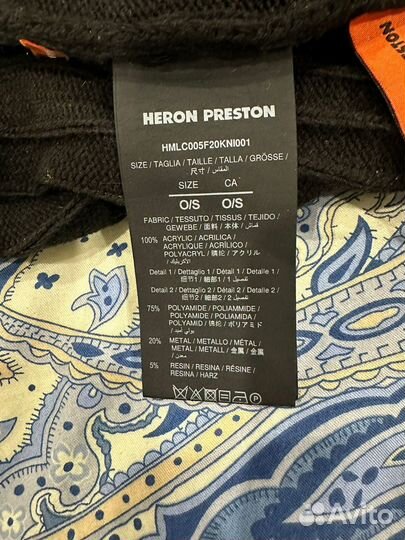 HERON PRESTON
HMLC005F20KNI001
SIZE / TAGLIA / TAILLE / TALLA / GRÖSSE /
尺寸 / المقاس
SIZE CA
O/S O/S
FABRIC / TESSUTO / TISSUS / TEJIDO /
GEWEBE / 面料 / 本体 / قماش
100% ACRYLIC / ACRILICA /
ACRYLIQUE / ACRÍLICO /
POLYACRYL / 腈纶 / アクリル /
الاكريليك
Detail 1 / Dettaglio 1 / Détail 1 / Detalle 1 /
细节1 / 細部1 / تفصيل 1
Detail 2 / Dettaglio 2 / Détail 2 / Detalle 2 /
细节2 / 細部2 / تفصيل 2
75% POLYAMIDE / POLIAMMIDE /
POLYAMIDE / POLIAMIDA /
POLYAMID / 锦纶 / ポリアミド /
بولي أميد
20% METAL / METALLO / MÉTAL /
METAL / METALL / 金属 / 金属 /
معدن
5% RESIN / RESINA / RÉSINE /
RESINA / HARZ
PRESTON
Avito